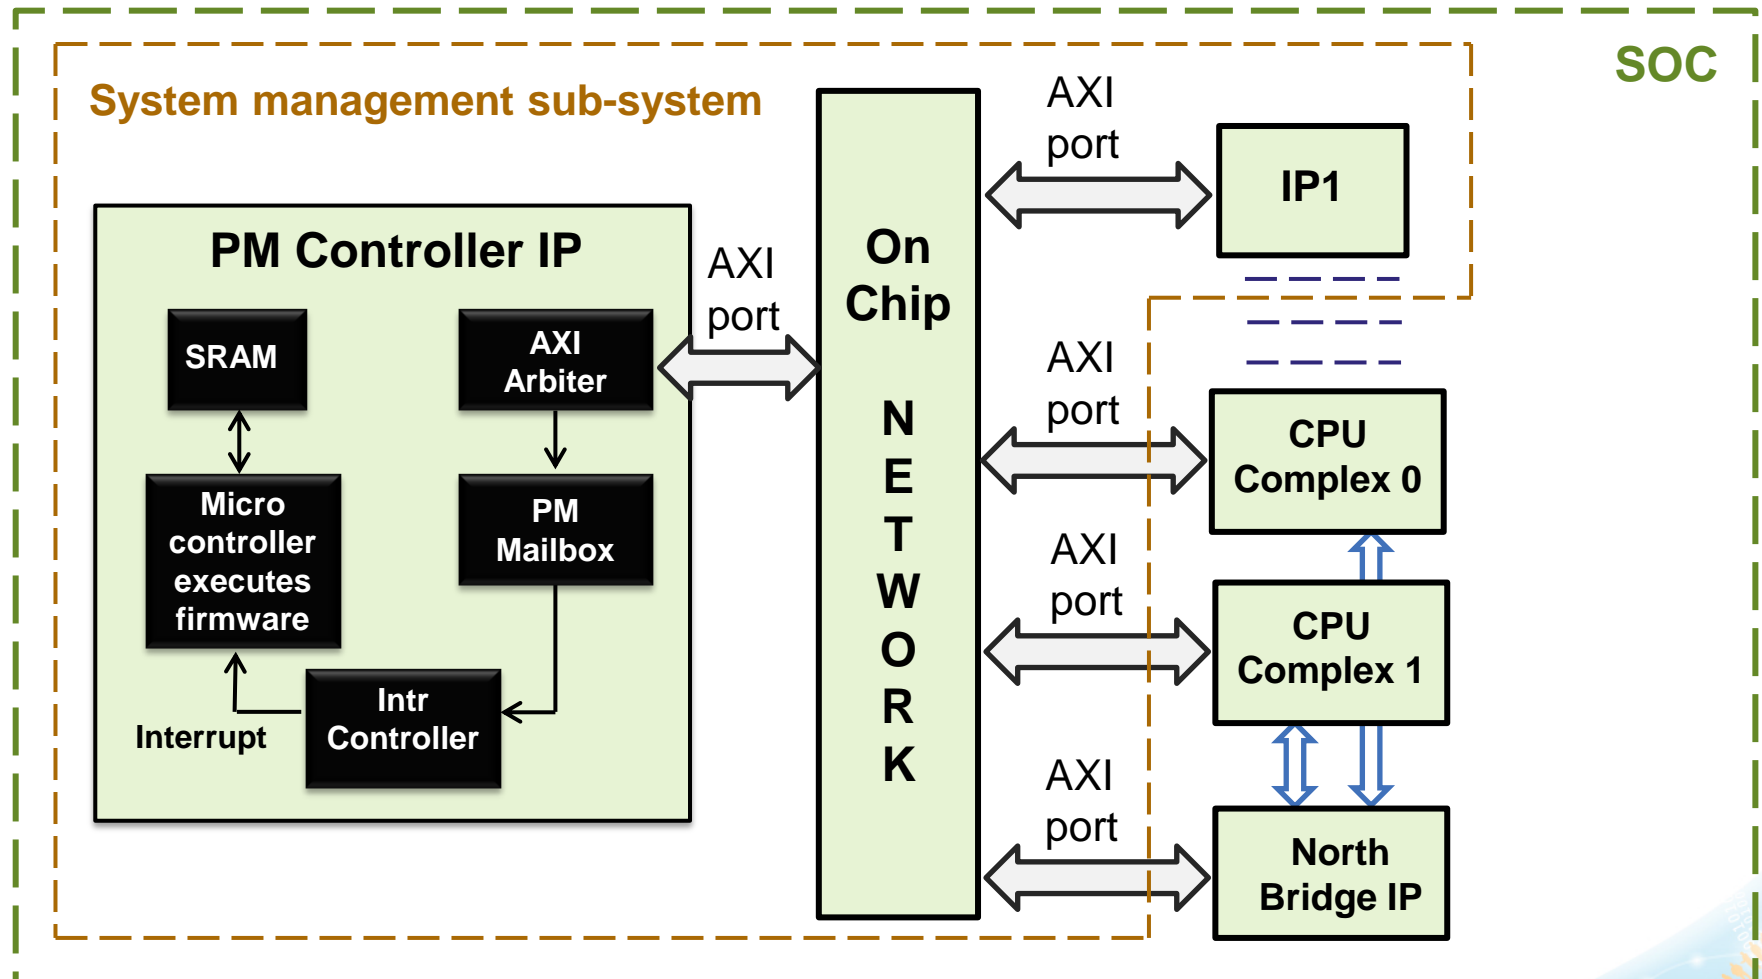 SOC
System management sub-system
PM Controller IP
SRAM
AXI
Arbiter
Micro
controller
executes
firmware
PM
Mailbox
Intr
Controller
Interrupt
AXI
port
On
Chip
N
E
T
W
O
R
K
AXI
port
IP1
AXI
port
CPU
Complex 0
AXI
port
CPU
Complex 1
AXI
port
North
Bridge IP